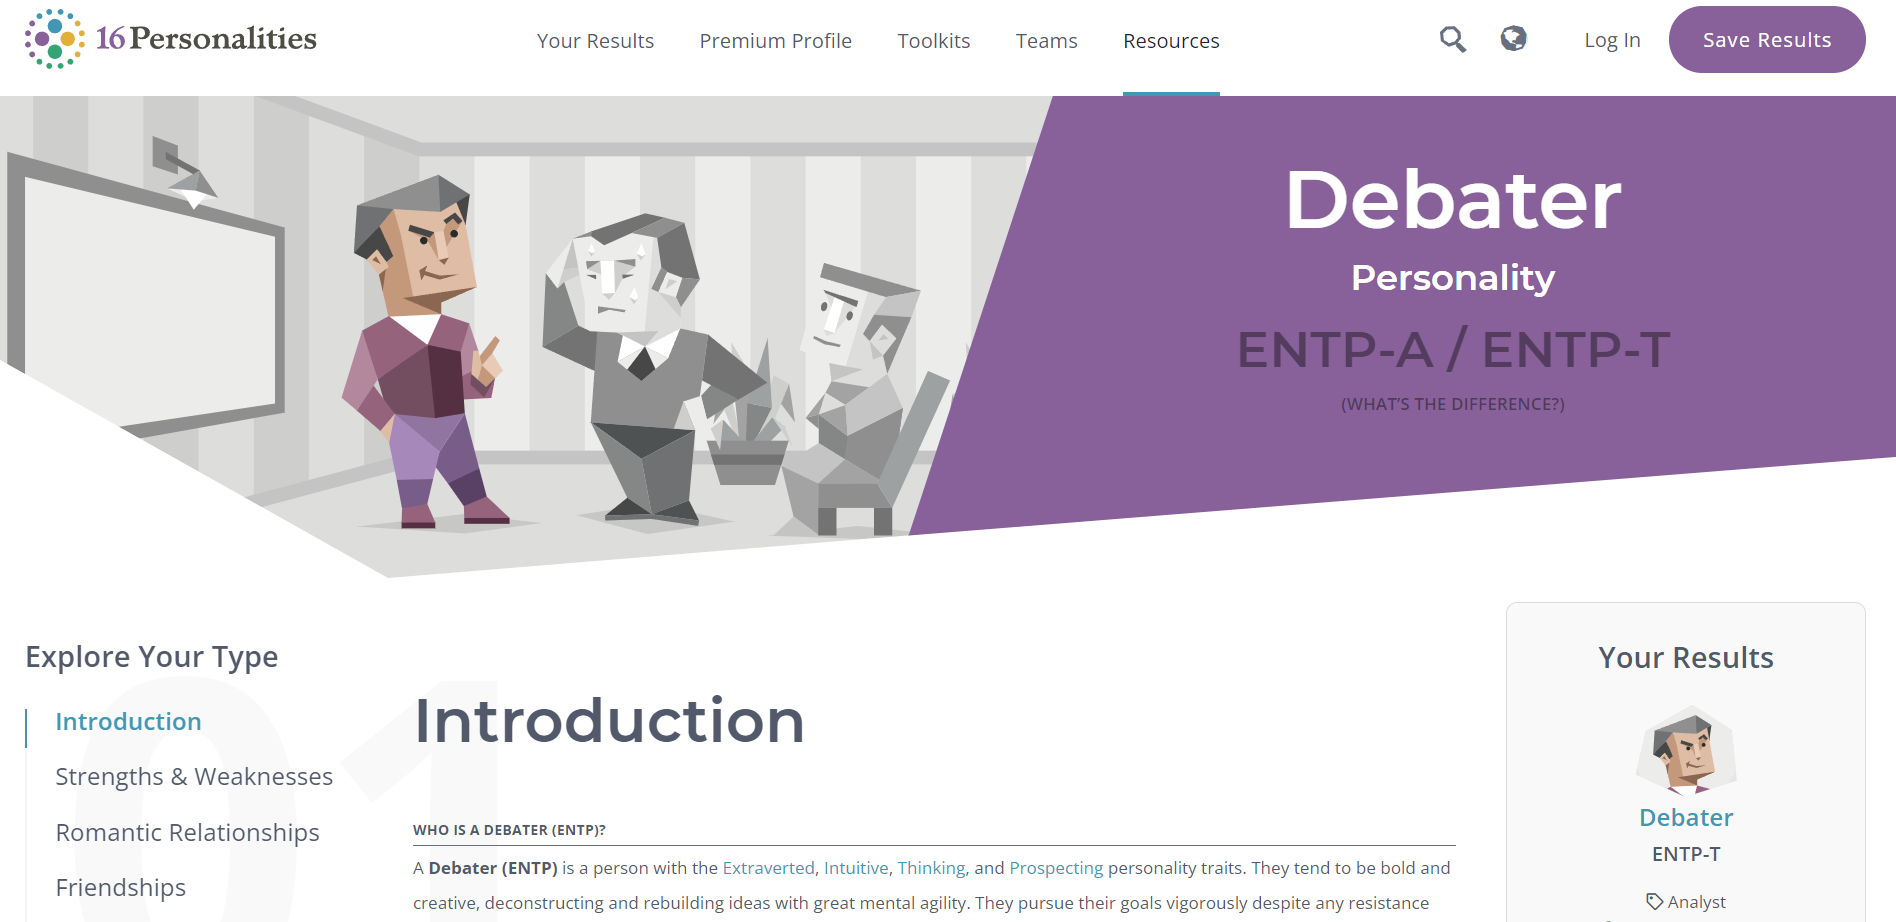 16Personalities
Your Results
Premium Profile
Toolkits
Teams
Resources
Log In
Save Results
Debater
Personality
ENTP-A / ENTP-T
(WHAT'S THE DIFFERENCE?)
Explore Your Type
Introduction
Strengths & Weaknesses
Romantic Relationships
Friendships
01
Introduction
WHO IS A DEBATER (ENTP)?
A Debater (ENTP) is a person with the Extraverted, Intuitive, Thinking, and Prospecting personality traits. They tend to be bold and
creative, deconstructing and rebuilding ideas with great mental agility. They pursue their goals vigorously despite any resistance
Your Results
Debater
ENTP-T
Analyst